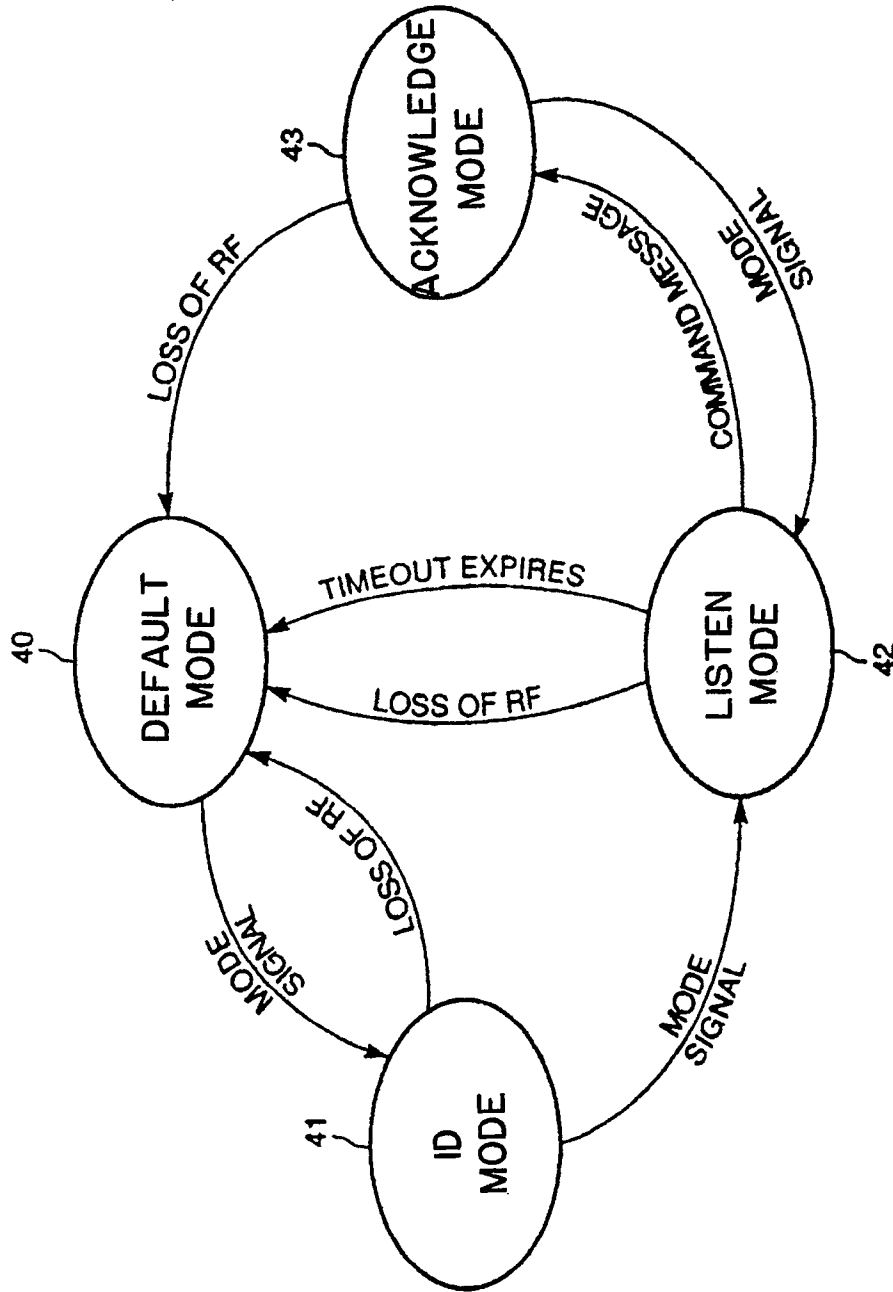 40
DEFAULT
MODE
MODE
SIGNAL
LOSS OF RF
LOSS OF RF
TIMEOUT EXPIRES
LOSS OF RF
43
ACKNOWLEDGE
MODE
41
ID
MODE
MODE
SIGNAL
COMMAND MESSAGE
MODE
SIGNAL
LISTEN
MODE
42